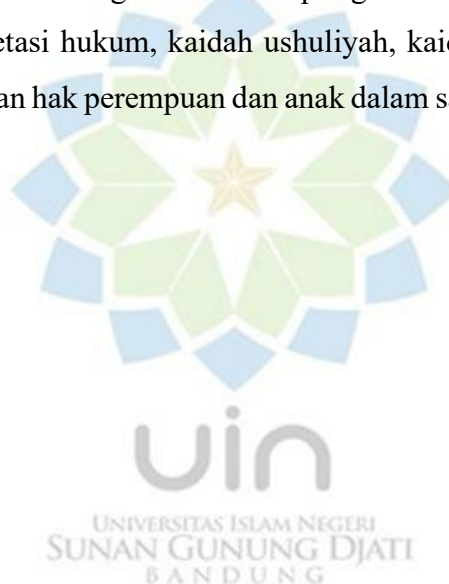 etasi hukum, kaidah ushuliyah, kai
an hak perempuan dan anak dalam s
uin
UNIVERSITAS ISLAM NEGERI
SUNAN GUNUNG DJATI
BANDUNG